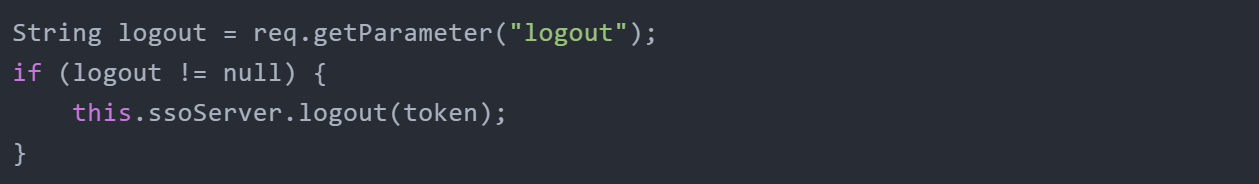 String logout = req.getParameter("logout");
if (logout != null) {
    this.ssoServer.logout(token);
}